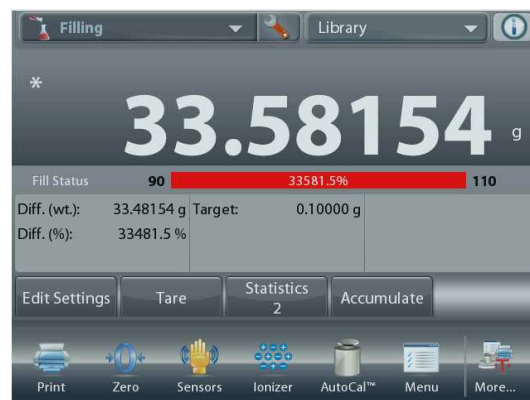 Filling
Library
*
33.58154 g
Fill Status 90 33581.5% 110
Diff. (wt.): 33.48154 g Target: 0.10000 g
Diff. (%): 33481.5 %
Edit Settings Tare Statistics Accumulate
2
Print Zero Sensors Ionizer AutoCal™ Menu More...